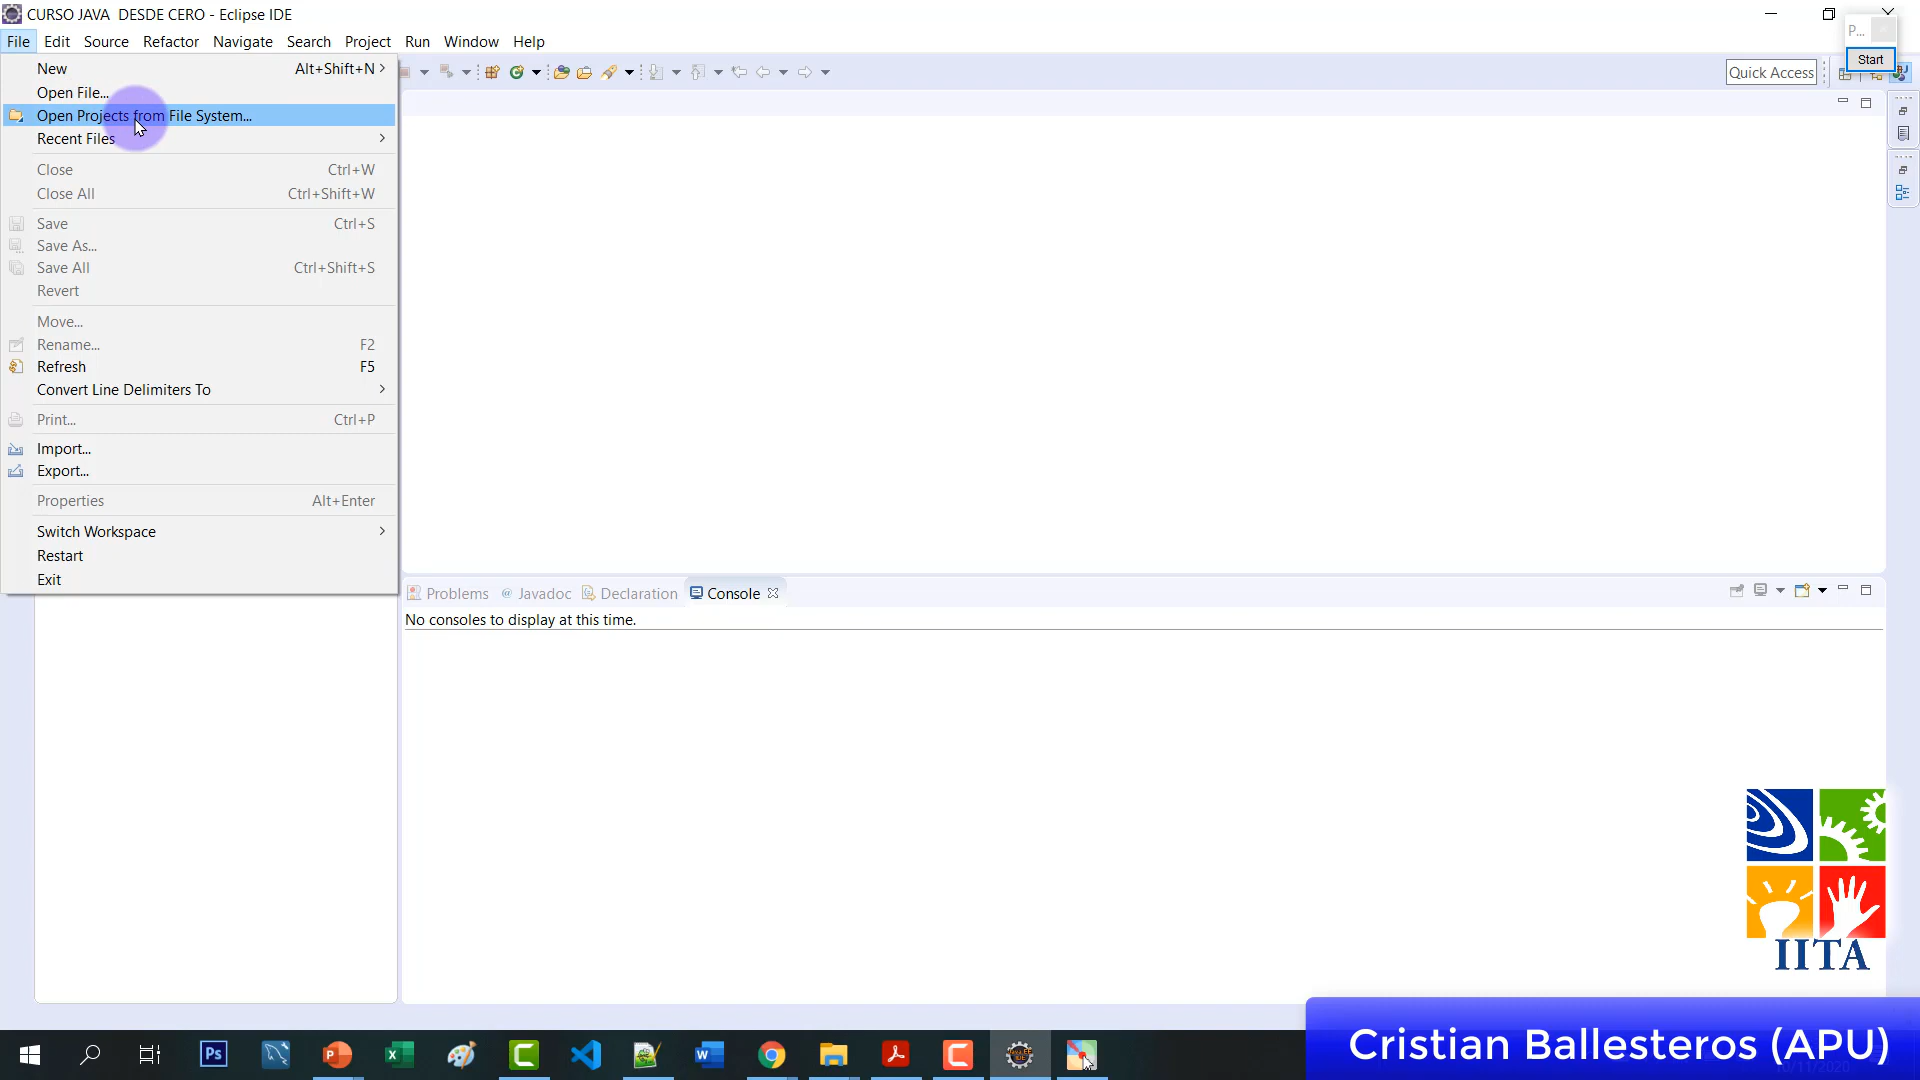 CURSO JAVA  DESDE CERO - Eclipse IDE
P...
File Edit Source Refactor Navigate Search Project Run Window Help
Start
New Alt+Shift+N
Quick Access
Open File...
Open Projects from File System...
Recent Files
Close Ctrl+W
Close All Ctrl+Shift+W
Save Ctrl+S
Save As...
Save All Ctrl+Shift+S
Revert
Move...
Rename... F2
Refresh F5
Convert Line Delimiters To
Print... Ctrl+P
Import...
Export...
Properties Alt+Enter
Switch Workspace
Restart
Exit
Problems @ Javadoc Declaration Console
No consoles to display at this time.
IITA
Cristian Ballesteros (APU)
Ps